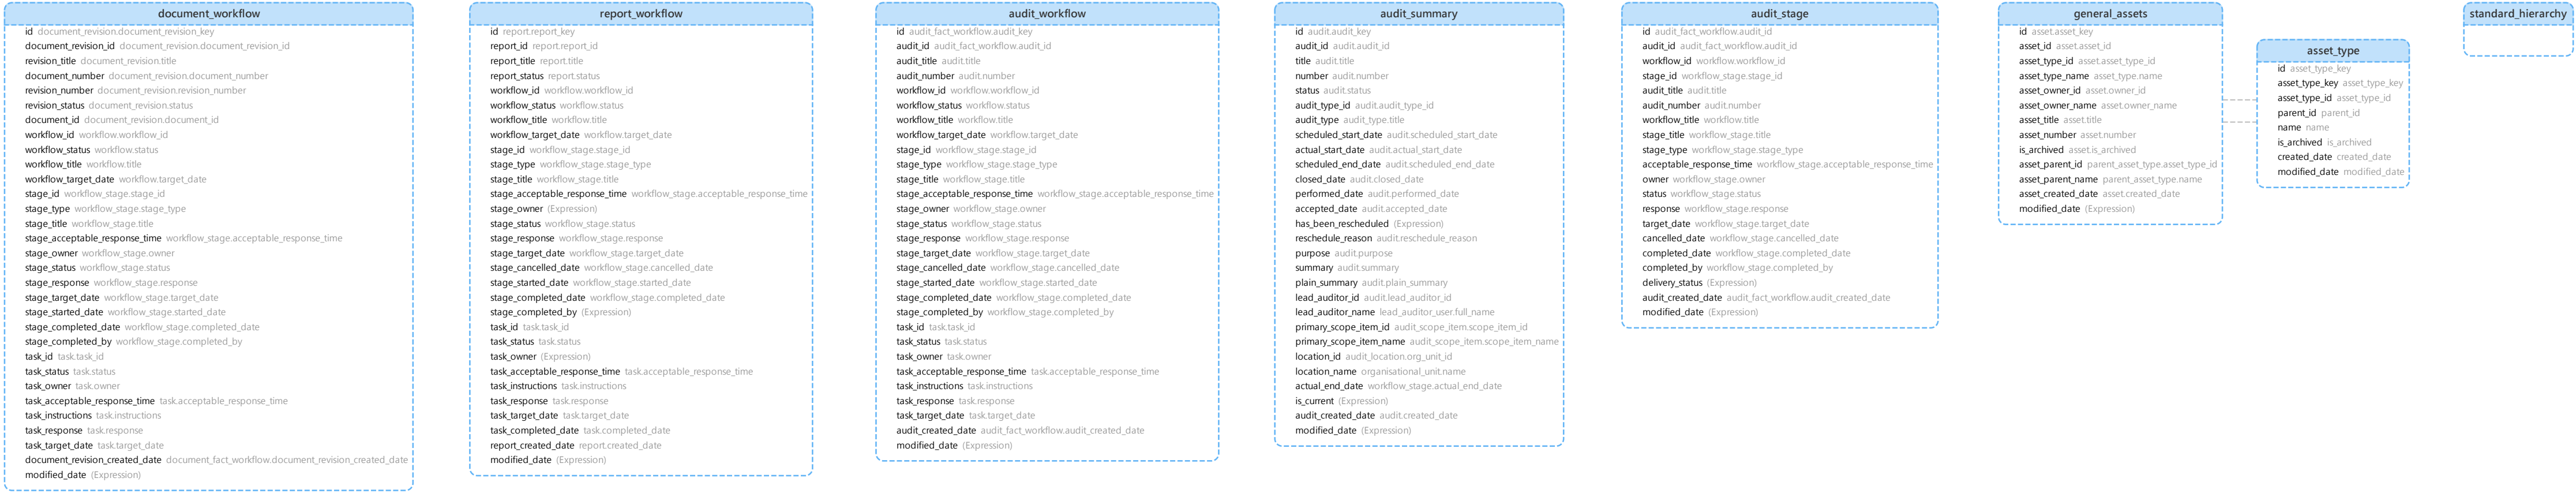 document_workflow
id document_revision.document_revision_key
document_revision_id document_revision.document_revision_id
revision_title document_revision.title
document_number document_revision.document_number
revision_number document_revision.revision_number
revision_status document_revision.status
document_id document_revision.document_id
workflow_id workflow.workflow_id
workflow_status workflow.status
workflow_title workflow.title
workflow_target_date workflow.target_date
stage_id workflow_stage.stage_id
stage_type workflow_stage.stage_type
stage_title workflow_stage.title
stage_acceptable_response_time workflow_stage.acceptable_response_time
stage_owner workflow_stage.owner
stage_status workflow_stage.status
stage_response workflow_stage.response
stage_target_date workflow_stage.target_date
stage_started_date workflow_stage.started_date
stage_completed_date workflow_stage.completed_date
stage_completed_by workflow_stage.completed_by
task_id task.task_id
task_status task.status
task_owner task.owner
task_acceptable_response_time task.acceptable_response_time
task_instructions task.instructions
task_response task.response
task_target_date task.target_date
document_revision_created_date document_fact_workflow.document_revision_created_date
modified_date (Expression)
report_workflow
id report.report_key
report_id report.report_id
report_title report.title
report_status report.status
workflow_id workflow.workflow_id
workflow_status workflow.status
workflow_title workflow.title
workflow_target_date workflow.target_date
stage_id workflow_stage.stage_id
stage_type workflow_stage.stage_type
stage_title workflow_stage.title
stage_acceptable_response_time workflow_stage.acceptable_response_time
stage_owner (Expression)
stage_status workflow_stage.status
stage_response workflow_stage.response
stage_target_date workflow_stage.target_date
stage_cancelled_date workflow_stage.cancelled_date
stage_started_date workflow_stage.started_date
stage_completed_date workflow_stage.completed_date
stage_completed_by (Expression)
task_id task.task_id
task_status task.status
task_owner (Expression)
task_acceptable_response_time task.acceptable_response_time
task_instructions task.instructions
task_response task.response
task_target_date task.target_date
task_completed_date task.completed_date
report_created_date report.created_date
modified_date (Expression)
audit_workflow
id audit_fact_workflow.audit_key
audit_id audit_fact_workflow.audit_id
audit_title audit.title
audit_number audit.number
workflow_id workflow.workflow_id
workflow_status workflow.status
workflow_title workflow.title
workflow_target_date workflow.target_date
stage_id workflow_stage.stage_id
stage_type workflow_stage.stage_type
stage_title workflow_stage.title
stage_acceptable_response_time workflow_stage.acceptable_response_time
stage_owner workflow_stage.owner
stage_status workflow_stage.status
stage_response workflow_stage.response
stage_target_date workflow_stage.target_date
stage_cancelled_date workflow_stage.cancelled_date
stage_started_date workflow_stage.started_date
stage_completed_date workflow_stage.completed_date
stage_completed_by workflow_stage.completed_by
task_id task.task_id
task_status task.status
task_owner task.owner
task_acceptable_response_time task.acceptable_response_time
task_instructions task.instructions
task_response task.response
task_target_date task.target_date
audit_created_date audit_fact_workflow.audit_created_date
modified_date (Expression)
audit_summary
id audit.audit_key
audit_id audit.audit_id
title audit.title
number audit.number
status audit.status
audit_type_id audit.audit_type_id
audit_type audit_type.title
scheduled_start_date audit.scheduled_start_date
actual_start_date audit.actual_start_date
scheduled_end_date audit.scheduled_end_date
closed_date audit.closed_date
performed_date audit.performed_date
accepted_date audit.accepted_date
has_been_rescheduled (Expression)
reschedule_reason audit.reschedule_reason
purpose audit.purpose
summary audit.summary
plain_summary audit.plain_summary
lead_auditor_id audit.lead_auditor_id
lead_auditor_name lead_auditor_user.full_name
primary_scope_item_id audit_scope_item.scope_item_id
primary_scope_item_name audit_scope_item.scope_item_name
location_id audit_location.org_unit_id
location_name organisational_unit.name
actual_end_date workflow_stage.actual_end_date
is_current (Expression)
audit_created_date audit.created_date
modified_date (Expression)
audit_stage
id audit_fact_workflow.audit_id
audit_id audit_fact_workflow.audit_id
workflow_id workflow.workflow_id
stage_id workflow_stage.stage_id
audit_title audit.title
audit_number audit.number
workflow_title workflow.title
stage_title workflow_stage.title
stage_type workflow_stage.stage_type
acceptable_response_time workflow_stage.acceptable_response_time
owner workflow_stage.owner
status workflow_stage.status
response workflow_stage.response
target_date workflow_stage.target_date
cancelled_date workflow_stage.cancelled_date
completed_date workflow_stage.completed_date
completed_by workflow_stage.completed_by
delivery_status (Expression)
audit_created_date audit_fact_workflow.audit_created_date
modified_date (Expression)
general_assets
id asset.asset_key
asset_id asset.asset_id
asset_type_id asset.asset_type_id
asset_type_name asset_type.name
asset_owner_id asset.owner_id
asset_owner_name asset.owner_name
asset_title asset.title
asset_number asset.number
is_archived asset.is_archived
asset_parent_id parent_asset_type.asset_type_id
asset_parent_name parent_asset_type.name
asset_created_date asset.created_date
modified_date (Expression)
asset_type
id asset_type_key
asset_type_key asset_type_key
asset_type_id asset_type_id
parent_id parent_id
name name
is_archived is_archived
created_date created_date
modified_date modified_date
standard_hierarchy